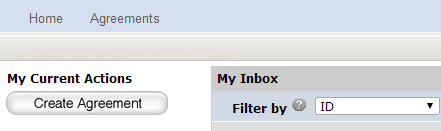 Home Agreements
My Current Actions
Create Agreement
My Inbox
Filter by ? ID